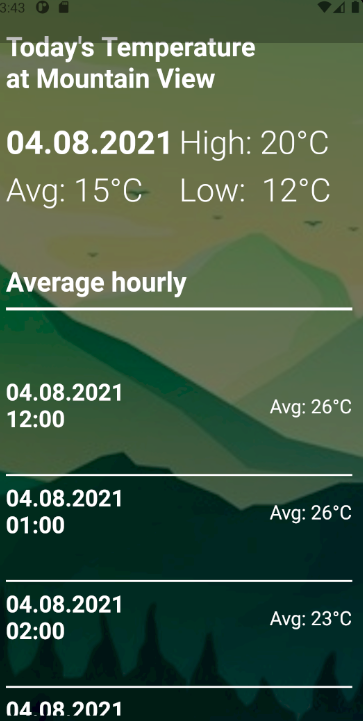 3:43
Today's Temperature
at Mountain View
04.08.2021 High: 20°C
Avg: 15°C Low: 12°C
Average hourly
04.08.2021
12:00
Avg: 26°C
04.08.2021
01:00
Avg: 26°C
04.08.2021
02:00
Avg: 23°C
04.08.2021